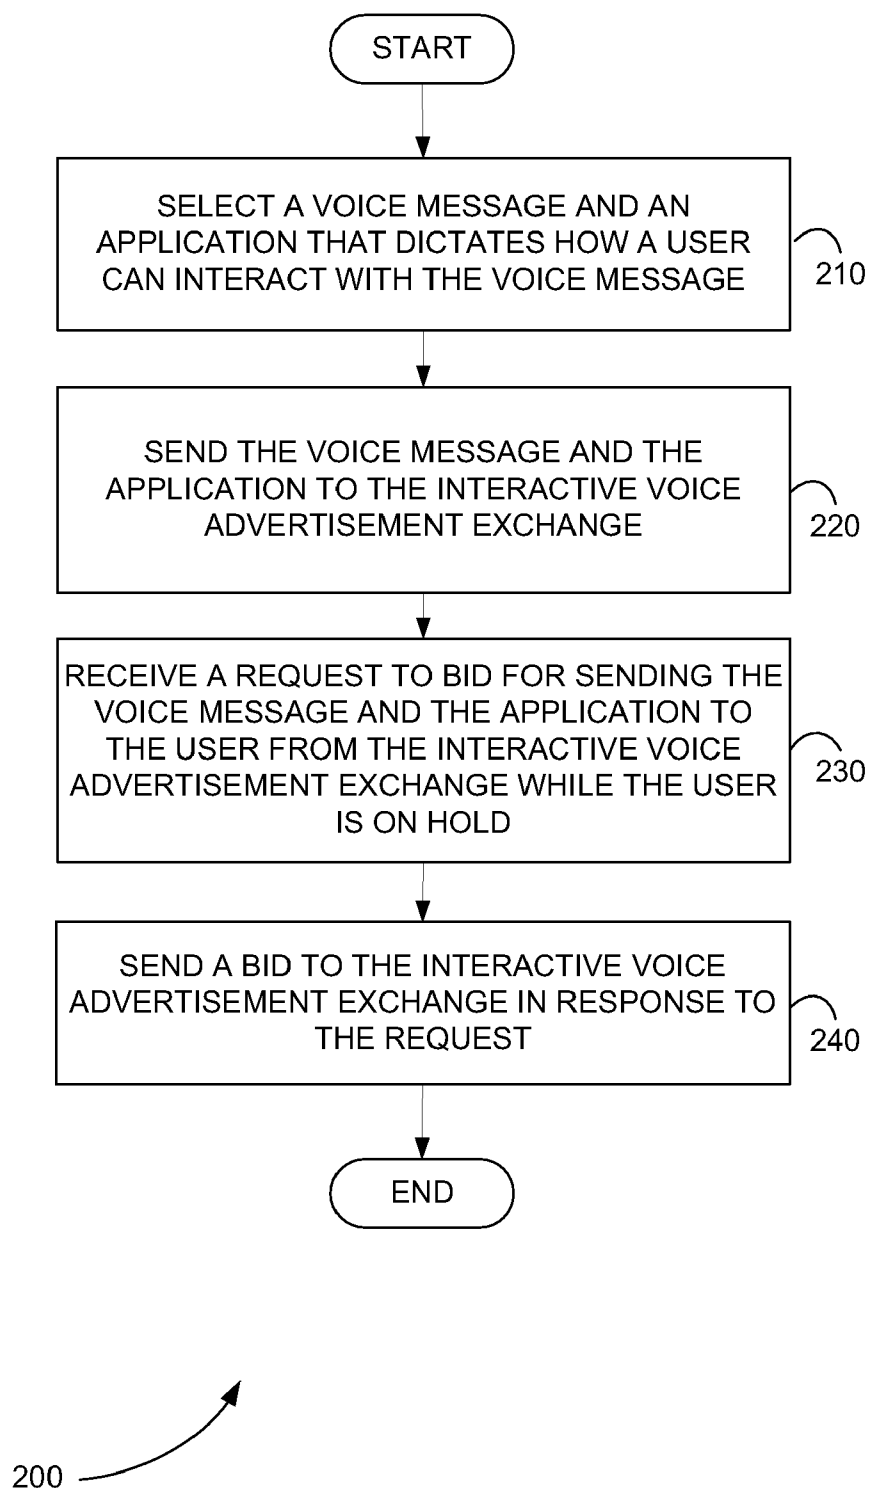 START
SELECT A VOICE MESSAGE AND AN
APPLICATION THAT DICTATES HOW A USER
CAN INTERACT WITH THE VOICE MESSAGE
210
SEND THE VOICE MESSAGE AND THE
APPLICATION TO THE INTERACTIVE VOICE
ADVERTISEMENT EXCHANGE
220
RECEIVE A REQUEST TO BID FOR SENDING THE
VOICE MESSAGE AND THE APPLICATION TO
THE USER FROM THE INTERACTIVE VOICE
ADVERTISEMENT EXCHANGE WHILE THE USER
IS ON HOLD
230
SEND A BID TO THE INTERACTIVE VOICE
ADVERTISEMENT EXCHANGE IN RESPONSE TO
THE REQUEST
240
END
200